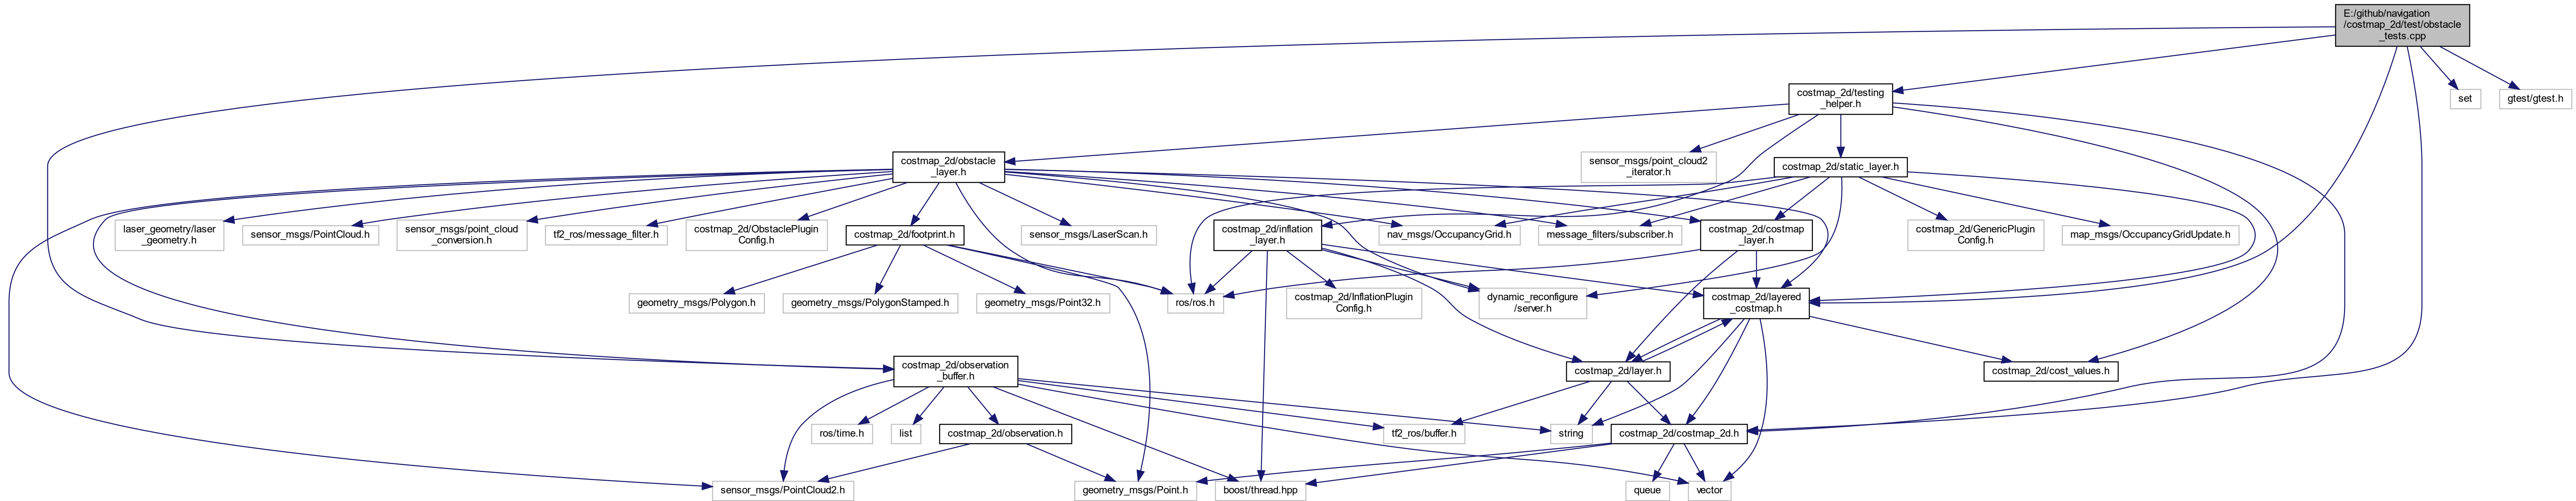 E:/github/navigation
/costmap_2d/test/obstacle
_tests.cpp
costmap_2d/testing
_helper.h
set
gtest/gtest.h
costmap_2d/obstacle
_layer.h
sensor_msgs/point_cloud2
_iterator.h
costmap_2d/static_layer.h
laser_geometry/laser
_geometry.h
sensor_msgs/PointCloud.h
sensor_msgs/point_cloud
_conversion.h
tf2_ros/message_filter.h
costmap_2d/ObstaclePlugin
Config.h
costmap_2d/footprint.h
sensor_msgs/LaserScan.h
costmap_2d/inflation
_layer.h
nav_msgs/OccupancyGrid.h
message_filters/subscriber.h
costmap_2d/costmap
_layer.h
costmap_2d/GenericPlugin
Config.h
map_msgs/OccupancyGridUpdate.h
geometry_msgs/Polygon.h
geometry_msgs/PolygonStamped.h
geometry_msgs/Point32.h
ros/ros.h
costmap_2d/InflationPlugin
Config.h
dynamic_reconfigure
/server.h
costmap_2d/layered
_costmap.h
costmap_2d/observation
_buffer.h
costmap_2d/layer.h
costmap_2d/cost_values.h
ros/time.h
list
costmap_2d/observation.h
tf2_ros/buffer.h
string
costmap_2d/costmap_2d.h
sensor_msgs/PointCloud2.h
geometry_msgs/Point.h
boost/thread.hpp
queue
vector